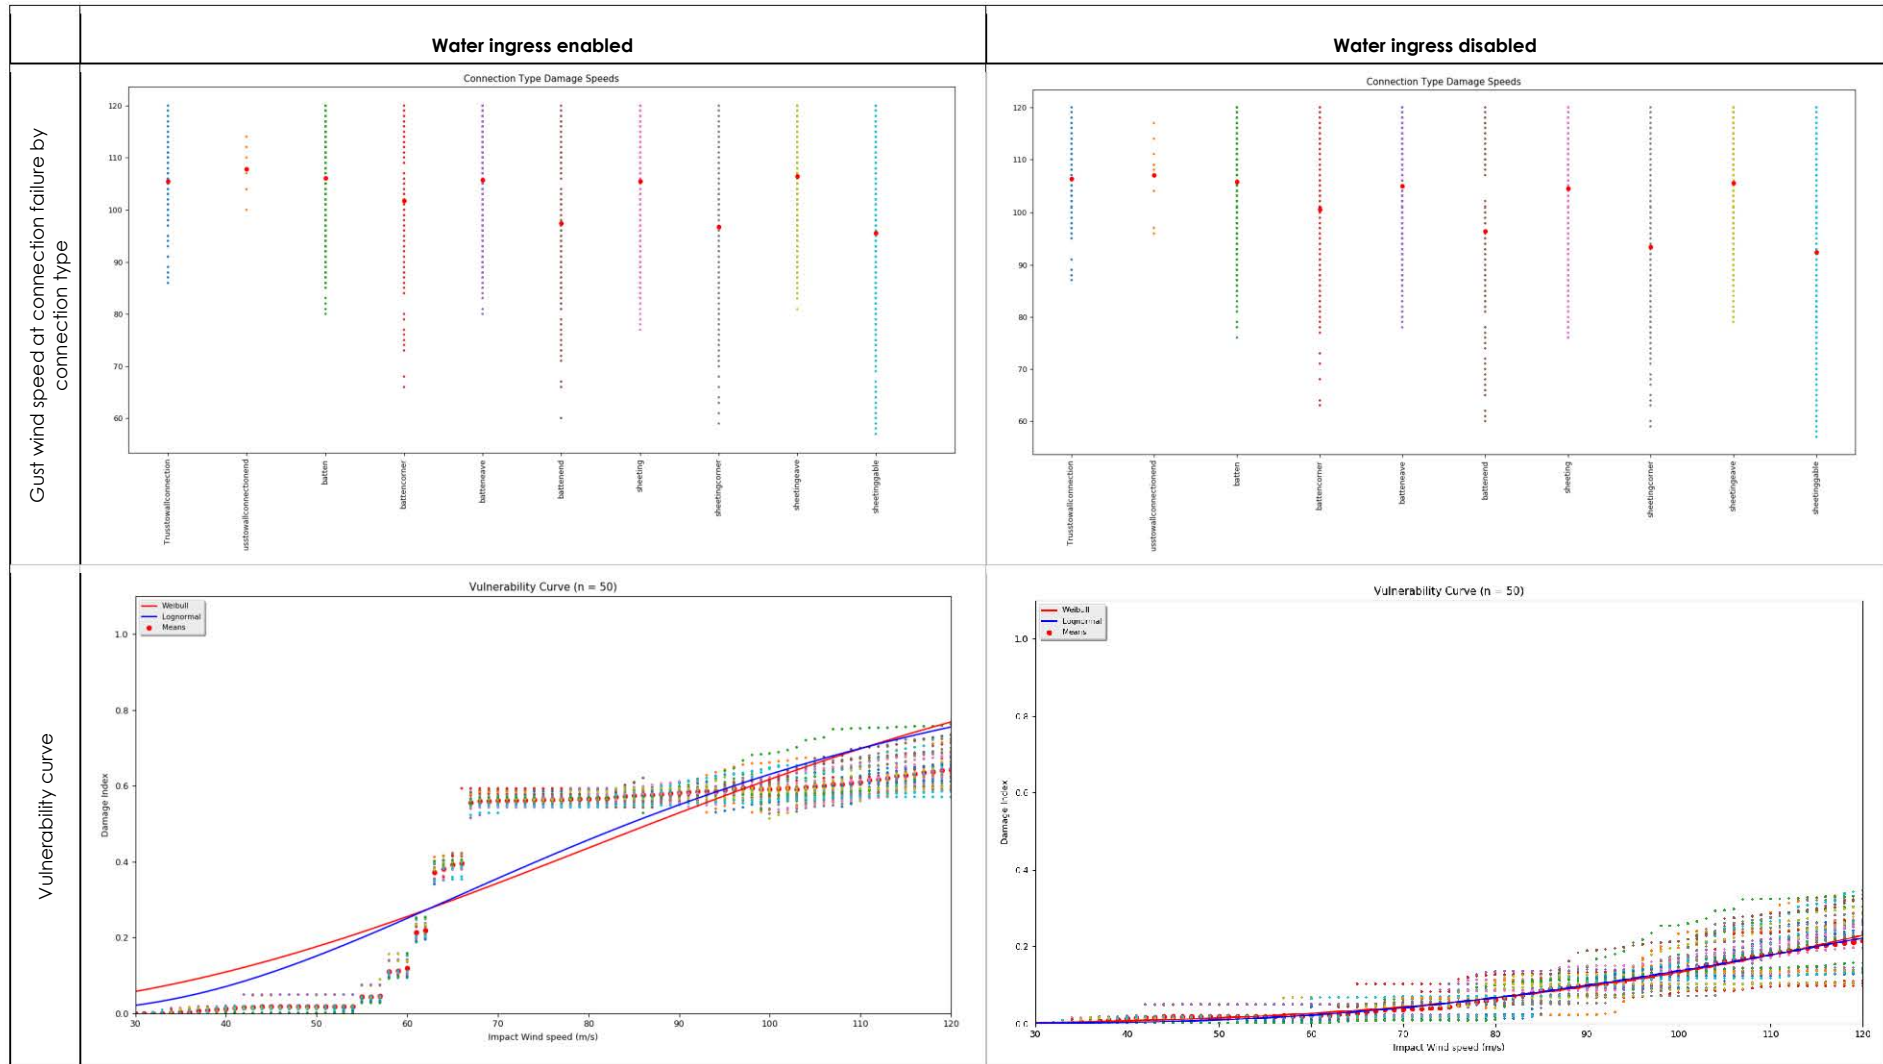 Water ingress enabled
Water ingress disabled
Gust wind speed at connection failure by
connection type
Connection Type Damage Speeds
120
110
100
90
80
70
60
Trusstowallconnection
usstowallconnectionend
batten
battencorner
batteneave
battenend
sheeting
sheetingcorner
sheetingeave
sheetinggable
Connection Type Damage Speeds
120
110
100
90
80
70
60
Trusstowallconnection
usstowallconnectionend
batten
battencorner
batteneave
battenend
sheeting
sheetingcorner
sheetingeave
sheetinggable
Vulnerability curve
Vulnerability Curve (n = 50)
Weibull
Lognormal
Means
Damage Index
1.0
0.8
0.6
0.4
0.2
0.0
30 40 50 60 70 80 90 100 110 120
Impact Wind speed (m/s)
Vulnerability Curve (n = 50)
Weibull
Lognormal
Means
Damage Index
1.0
0.8
0.6
0.4
0.2
0.0
30 40 50 60 70 80 90 100 110 120
Impact Wind speed (m/s)